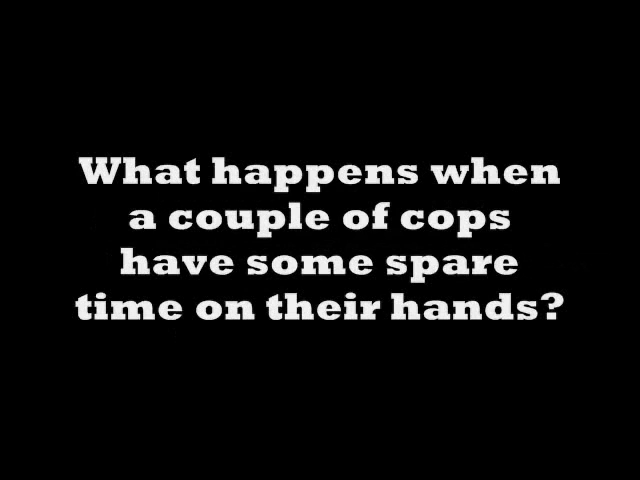 What happens when
a couple of cops
have some spare
time on their hands?